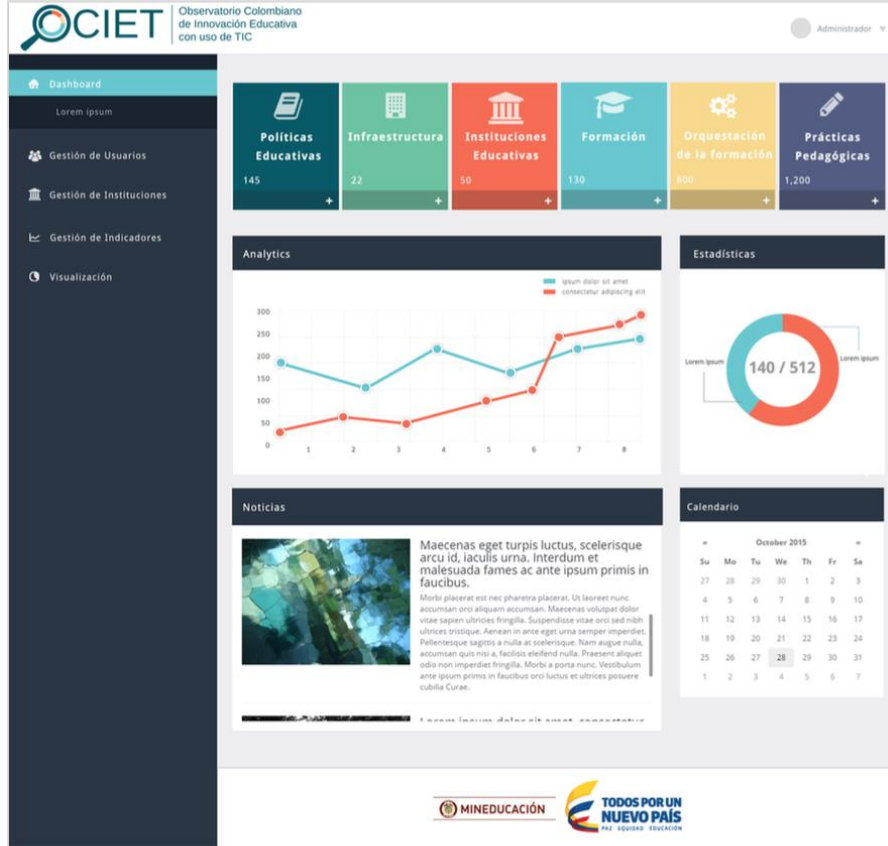 OCIET
Observatorio Colombiano
de Innovación Educativa
con uso de TIC
Administrador
Dashboard
Lorem ipsum
Gestión de Usuarios
Gestión de Instituciones
Gestión de Indicadores
Visualización
Políticas
Educativas
145
+
Infraestructura
22
+
Instituciones
Educativas
50
+
Formación
130
+
Orquestación
de la formación
800
+
Prácticas
Pedagógicas
1,200
+
Analytics
ipsum dolor sit amet
consectetur adipiscing elit
300
250
200
150
100
50
0
1 2 3 4 5 6 7 8
Estadísticas
Lorem ipsum
140 / 512
Lorem ipsum
Noticias
Maecenas eget turpis luctus, scelerisque
arcu id, iaculis urna. Interdum et
malesuada fames ac ante ipsum primis in
faucibus.
Morbi placerat est nec pharetra placerat. Ut laoreet nunc
accumsan orci aliquam accumsan. Maecenas volutpat dolor
vitae sapien ultricies fringilla. Suspendisse vitae orci sed nibh
ultrices tristique. Aenean in ante eget urna semper imperdiet.
Pellentesque sagittis a nulla at scelerisque. Nam augue nulla,
accumsan quis nisi a, facilisis eleifend nulla. Praesent aliquet
odio non imperdiet fringilla. Morbi a porta nunc. Vestibulum
ante ipsum primis in faucibus orci luctus et ultrices posuere
cubilia Curae.
Lorem ipsum dolor sit amet, consectetur
Calendario
October 2015
Su Mo Tu We Th Fr Sa
27 28 29 30 1 2 3
4 5 6 7 8 9 10
11 12 13 14 15 16 17
18 19 20 21 22 23 24
25 26 27 28 29 30 31
1 2 3 4 5 6 7
MINEDUCACIÓN
TODOS POR UN
NUEVO PAÍS
PAZ EQUIDAD EDUCACIÓN